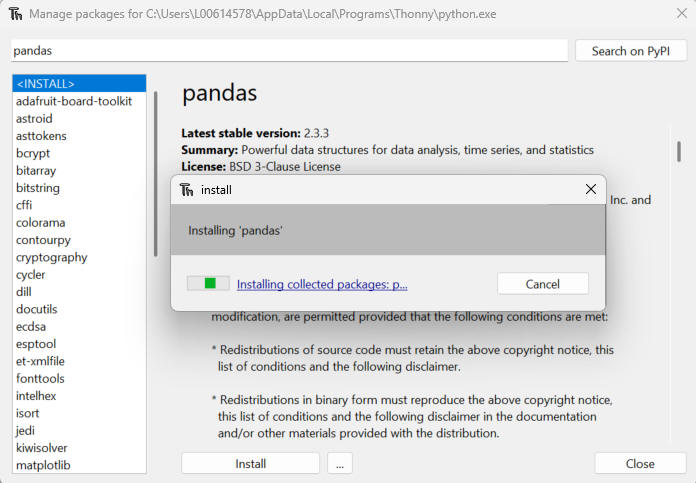 Manage packages for C:\Users\L00614578\AppData\Local\Programs\Thonny\python.exe
pandas
Search on PyPI
<INSTALL>
adafruit-board-toolkit
astroid
asttokens
bcrypt
bitarray
bitstring
cffi
colorama
contourpy
cryptography
cycler
dill
docutils
ecdsa
esptool
et-xmlfile
fonttools
intelhex
isort
jedi
kiwisolver
matplotlib
pandas
Latest stable version: 2.3.3
Summary: Powerful data structures for data analysis, time series, and statistics
License: BSD 3-Clause License
Inc. and
install
Installing 'pandas'
Installing collected packages: p...
Cancel
modification, are permitted provided that the following conditions are met:
* Redistributions of source code must retain the above copyright notice, this
list of conditions and the following disclaimer.
* Redistributions in binary form must reproduce the above copyright notice,
this list of conditions and the following disclaimer in the documentation
and/or other materials provided with the distribution.
Install
...
Close